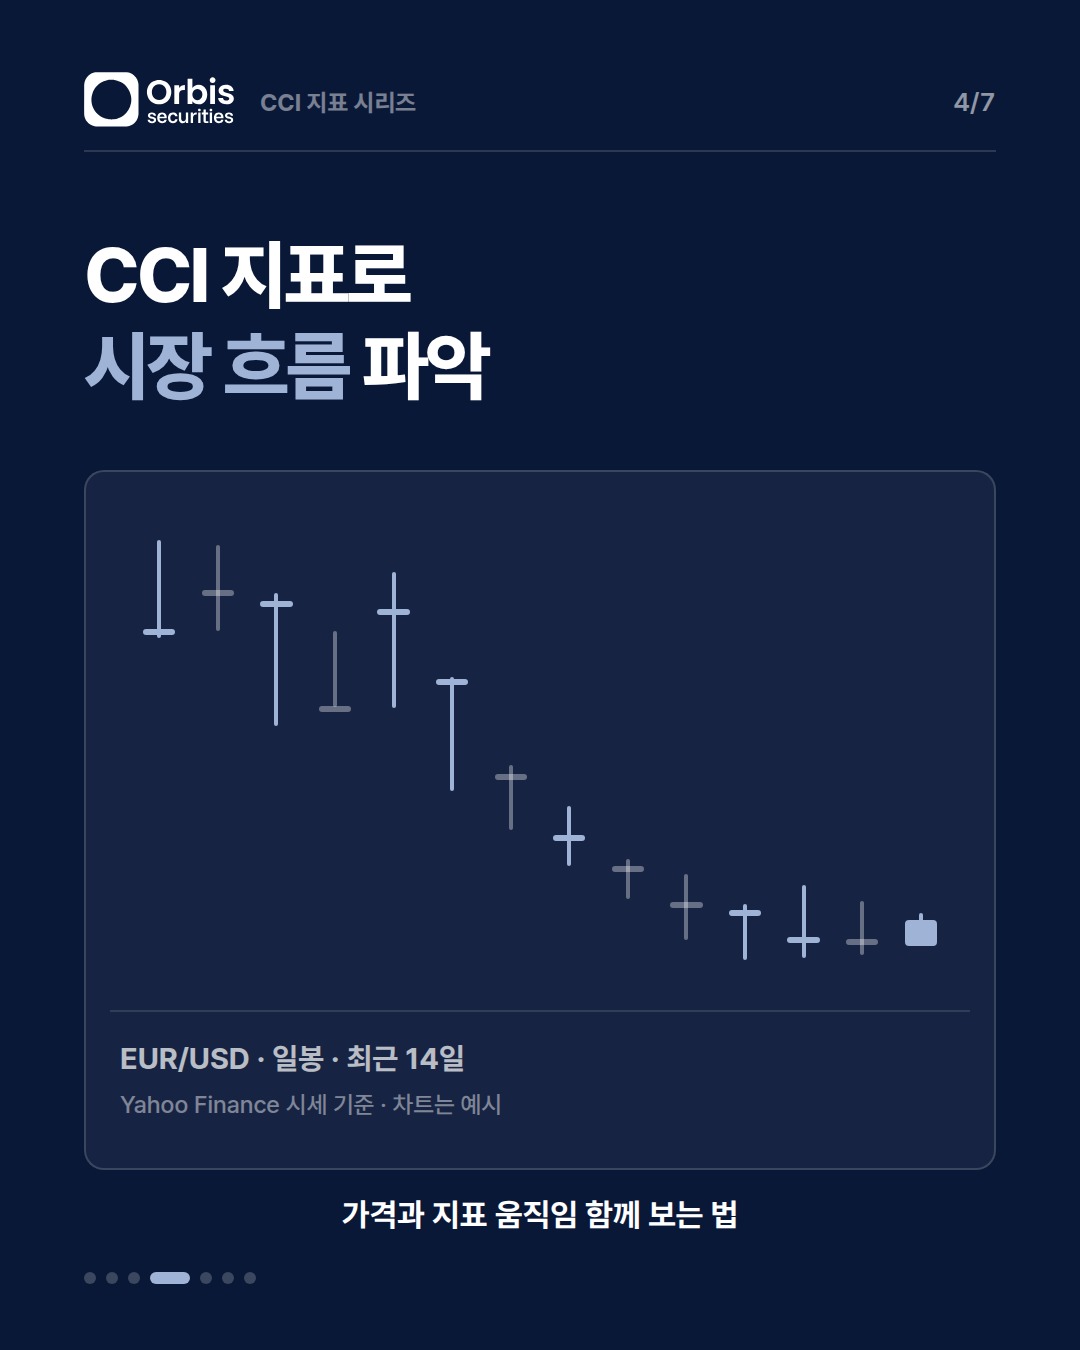 Orbis
securities
CCI 지표 시리즈
4/7
CCI 지표로
시장 흐름 파악
EUR/USD · 일봉 · 최근 14일
Yahoo Finance 시세 기준 · 차트는 예시
가격과 지표 움직임 함께 보는 법